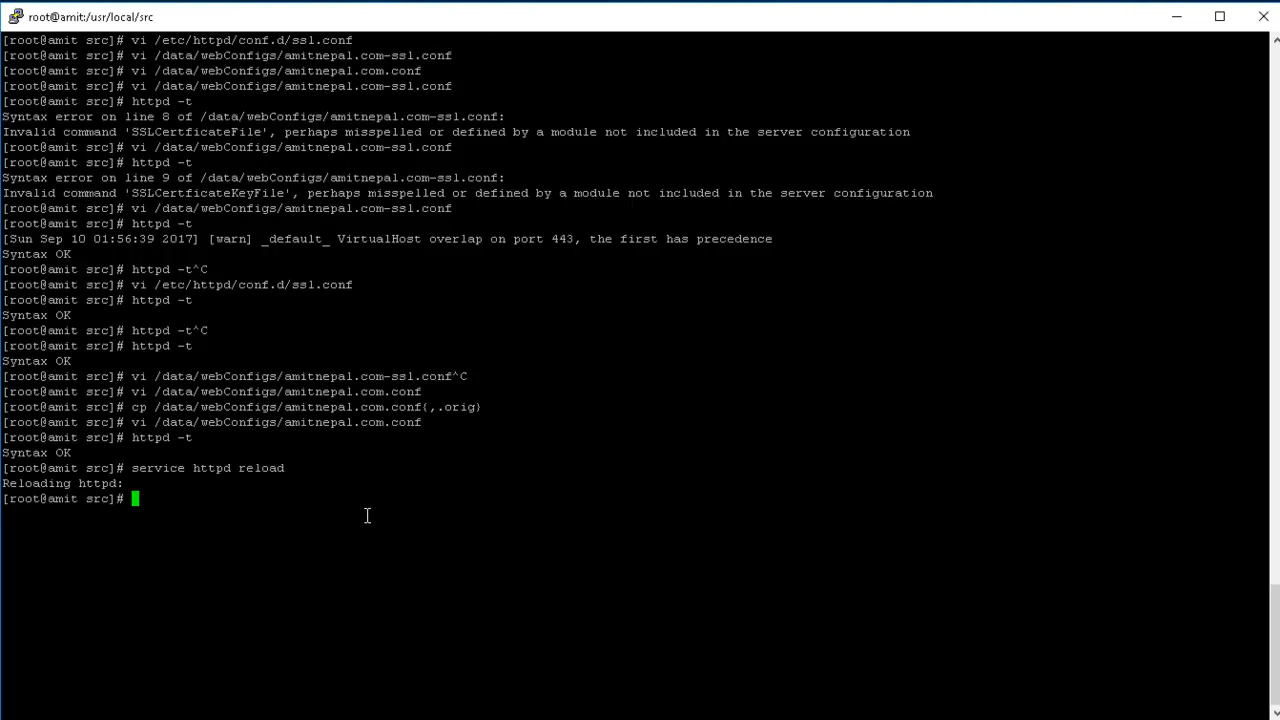 root@amit:/usr/local/src
[root@amit src]# vi /etc/httpd/conf.d/ssl.conf
[root@amit src]# vi /data/webConfigs/amitnepal.com-ssl.conf
[root@amit src]# vi /data/webConfigs/amitnepal.com.conf
[root@amit src]# vi /data/webConfigs/amitnepal.com-ssl.conf
[root@amit src]# httpd -t
Syntax error on line 8 of /data/webConfigs/amitnepal.com-ssl.conf:
Invalid command 'SSLCertficateFile', perhaps misspelled or defined by a module not included in the server configuration
[root@amit src]# vi /data/webConfigs/amitnepal.com-ssl.conf
[root@amit src]# httpd -t
Syntax error on line 9 of /data/webConfigs/amitnepal.com-ssl.conf:
Invalid command 'SSLCertficateKeyFile', perhaps misspelled or defined by a module not included in the server configuration
[root@amit src]# vi /data/webConfigs/amitnepal.com-ssl.conf
[root@amit src]# httpd -t
[Sun Sep 10 01:56:39 2017] [warn] _default_ VirtualHost overlap on port 443, the first has precedence
Syntax OK
[root@amit src]# httpd -t^C
[root@amit src]# vi /etc/httpd/conf.d/ssl.conf
[root@amit src]# httpd -t
Syntax OK
[root@amit src]# httpd -t^C
[root@amit src]# httpd -t
Syntax OK
[root@amit src]# vi /data/webConfigs/amitnepal.com-ssl.conf^C
[root@amit src]# vi /data/webConfigs/amitnepal.com.conf
[root@amit src]# cp /data/webConfigs/amitnepal.com.conf{,.orig}
[root@amit src]# vi /data/webConfigs/amitnepal.com.conf
[root@amit src]# httpd -t
Syntax OK
[root@amit src]# service httpd reload
Reloading httpd:
[root@amit src]#